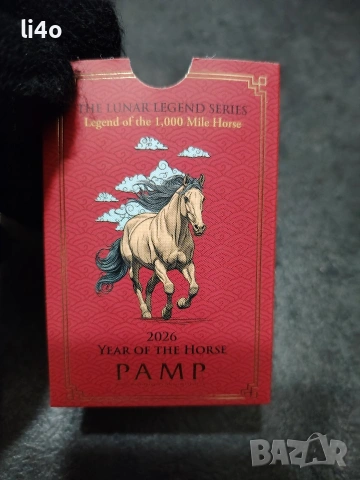 li4o
THE LUNAR LEGEND SERIES
Legend of the 1,000 Mile Horse
2026
YEAR OF THE HORSE
PAMP
BAZAR